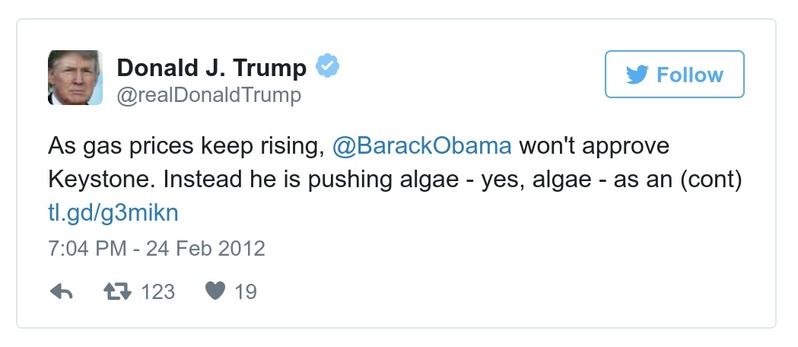 Donald J. Trump
@realDonaldTrump
Follow
As gas prices keep rising, @BarackObama won't approve
Keystone. Instead he is pushing algae - yes, algae - as an (cont)
tl.gd/g3mikn
7:04 PM - 24 Feb 2012
123 19